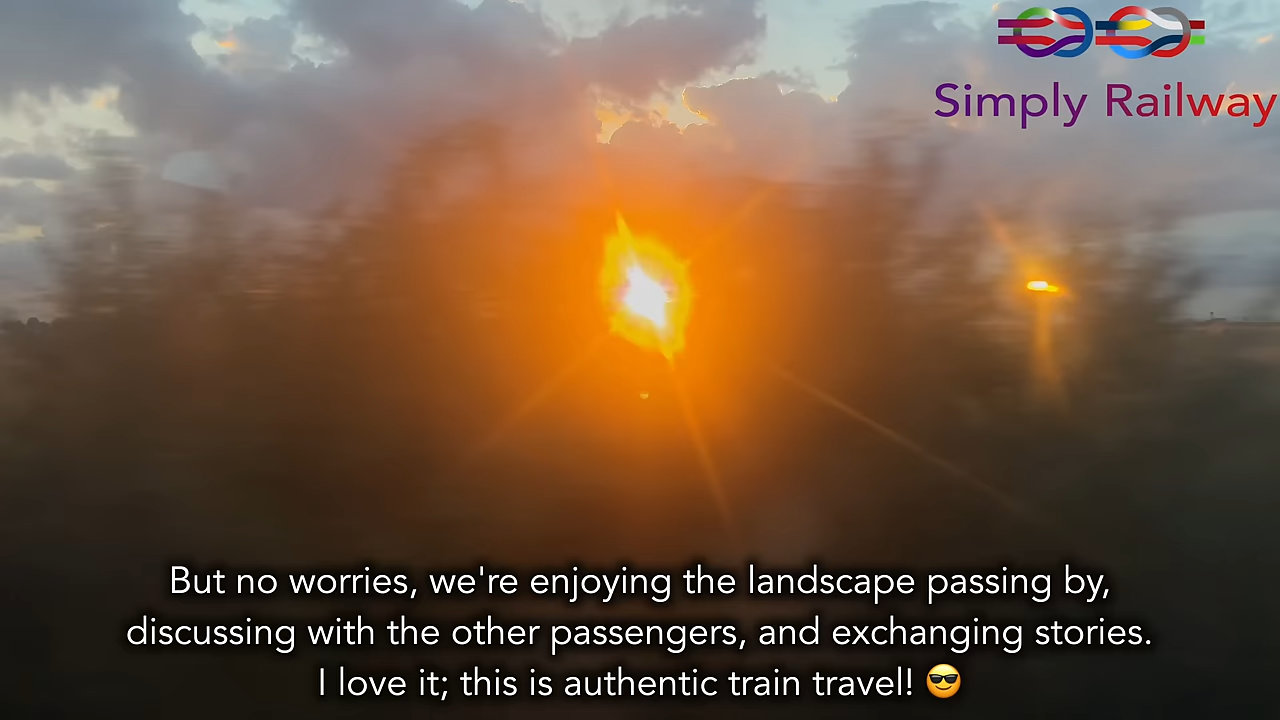 Simply Railway
But no worries, we're enjoying the landscape passing by,
discussing with the other passengers, and exchanging stories.
I love it; this is authentic train travel! 😎